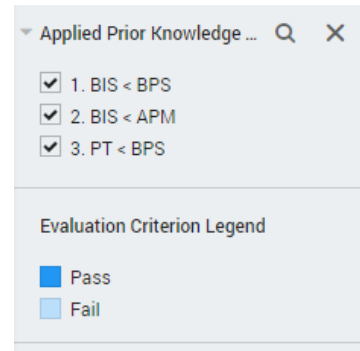 Applied Prior Knowledge ...
1. BIS < BPS
2. BIS < APM
3. PT < BPS
Evaluation Criterion Legend
Pass
Fail